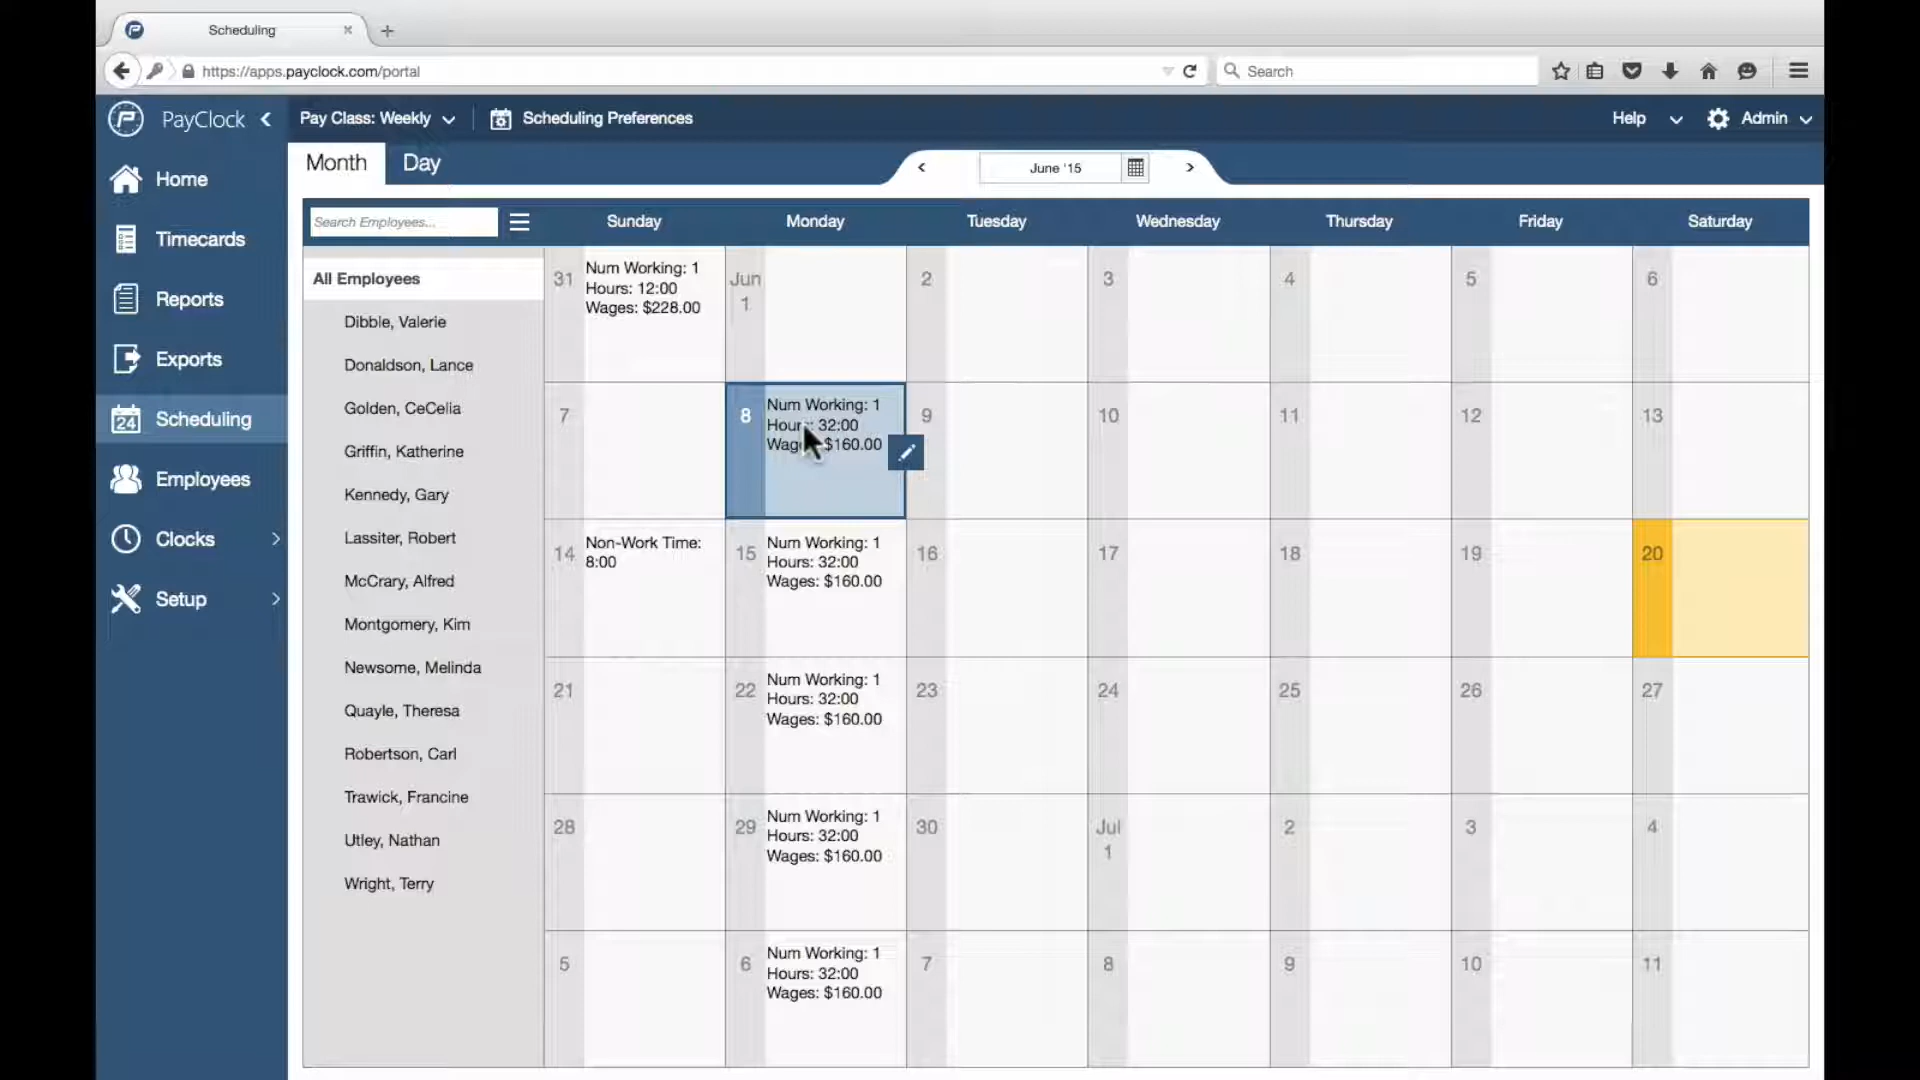 Scheduling
https://apps.payclock.com/portal
Search
PayClock
Pay Class: Weekly
Scheduling Preferences
Help
Admin
Month
Day
June '15
Home
Timecards
Reports
Exports
24
Scheduling
Employees
Clocks
Setup
Search Employees...
Sunday
Monday
Tuesday
Wednesday
Thursday
Friday
Saturday
All Employees
Dibble, Valerie
Donaldson, Lance
Golden, CeCelia
Griffin, Katherine
Kennedy, Gary
Lassiter, Robert
McCrary, Alfred
Montgomery, Kim
Newsome, Melinda
Quayle, Theresa
Robertson, Carl
Trawick, Francine
Utley, Nathan
Wright, Terry
31
Num Working: 1
Hours: 12:00
Wages: $228.00
Jun
1
2
3
4
5
6
7
8
Num Working: 1
Hours: 32:00
Wages: $160.00
9
10
11
12
13
14
Non-Work Time:
8:00
15
Num Working: 1
Hours: 32:00
Wages: $160.00
16
17
18
19
20
21
22
Num Working: 1
Hours: 32:00
Wages: $160.00
23
24
25
26
27
28
29
Num Working: 1
Hours: 32:00
Wages: $160.00
30
Jul
1
2
3
4
5
6
Num Working: 1
Hours: 32:00
Wages: $160.00
7
8
9
10
11